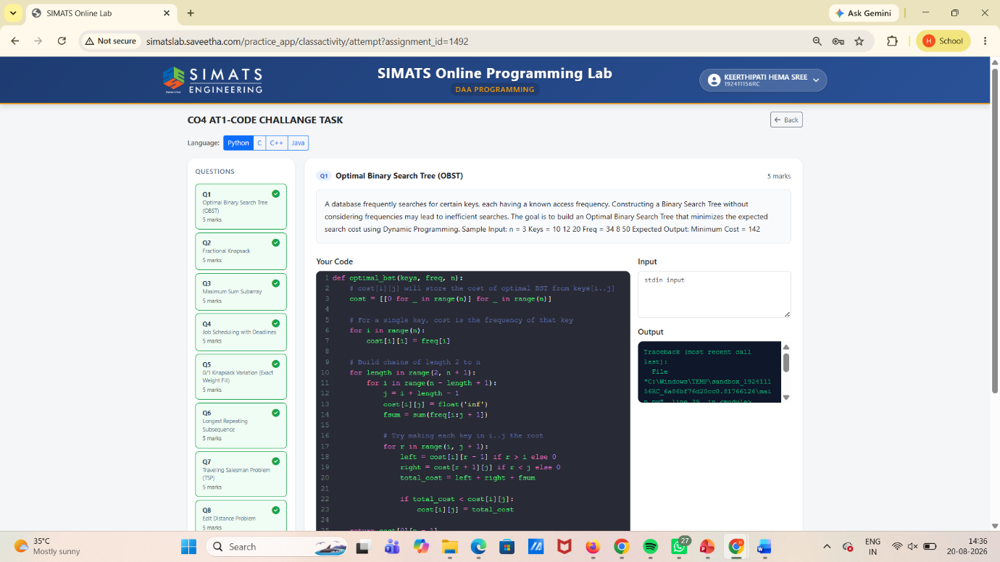 SIMATS Online Lab
Ask Gemini
Not secure
simatslab.saveetha.com/practice_app/classactivity/attempt?assignment_id=1492
H
School
SIMATS
ENGINEERING
SIMATS Online Programming Lab
DAA PROGRAMMING
KEERTHIPATI HEMA SREE
192411156RC
CO4 AT1-CODE CHALLANGE TASK
← Back
Language:
Python
C
C++
Java
QUESTIONS
Q1
Optimal Binary Search Tree
(OBST)
5 marks
Q2
Fractional Knapsack
5 marks
Q3
Maximum Sum Subarray
5 marks
Q4
Job Scheduling with Deadlines
5 marks
Q5
0/1 Knapsack Variation (Exact
Weight Fill)
5 marks
Q6
Longest Repeating
Subsequence
5 marks
Q7
Traveling Salesman Problem
(TSP)
5 marks
Q8
Edit Distance Problem
5 marks
Q1 Optimal Binary Search Tree (OBST)
5 marks
A database frequently searches for certain keys, each having a known access frequency. Constructing a Binary Search Tree without
considering frequencies may lead to inefficient searches. The goal is to build an Optimal Binary Search Tree that minimizes the expected
search cost using Dynamic Programming. Sample Input: n = 3 Keys = 10 12 20 Freq = 34 8 50 Expected Output: Minimum Cost = 142
Your Code
1 def optimal_bst(keys, freq, n):
2 # cost[i][j] will store the cost of optimal BST from keys[i..j]
3 cost = [[0 for _ in range(n)] for _ in range(n)]
4
5 # For a single key, cost is the frequency of that key
6 for i in range(n):
7 cost[i][i] = freq[i]
8
9 # Build chains of length 2 to n
10 for length in range(2, n + 1):
11 for i in range(n - length + 1):
12 j = i + length - 1
13 cost[i][j] = float('inf')
14 fsum = sum(freq[i:j + 1])
15
16 # Try making each key in i..j the root
17 for r in range(i, j + 1):
18 left = cost[i][r - 1] if r > i else 0
19 right = cost[r + 1][j] if r < j else 0
20 total_cost = left + right + fsum
21
22 if total_cost < cost[i][j]:
23 cost[i][j] = total_cost
24
25 return cost[0][n - 1]
Input
stdin input
Output
Traceback (most recent call
last):
File
"C:\Windows\TEMP\sandbox_1924111
56RC_6a86bf76d20cc0.81766126\mai
n.py", line 29, in <module>
35°C
Mostly sunny
Search
27
ENG
IN
14:36
20-08-2026